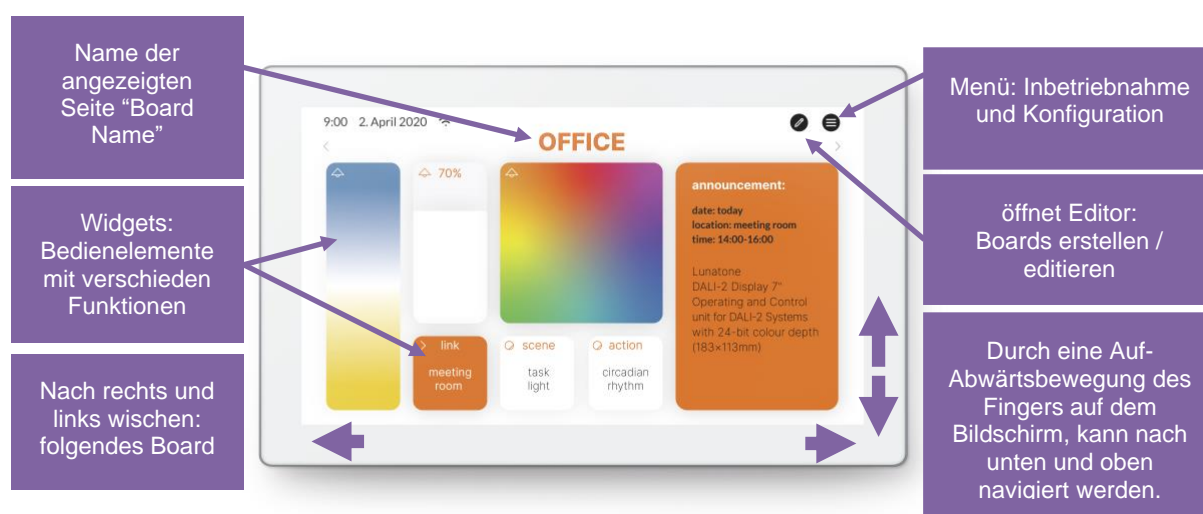 Name der
angezeigten
Seite “Board
Name”
Widgets:
Bedienelemente
mit verschieden
Funktionen
Nach rechts und
links wischen:
folgendes Board
9:00 2. April 2020
OFFICE
70%
announcement:
date: today
location: meeting room
time: 14:00-16:00
Lunatone
DALI-2 Display 7"
Operating and Control
unit for DALI-2 Systems
with 24-bit colour depth
(183×113mm)
link
meeting
room
scene
task
light
action
circadian
rhythm
Menü: Inbetriebnahme
und Konfiguration
öffnet Editor:
Boards erstellen /
editieren
Durch eine Auf-
Abwärtsbewegung des
Fingers auf dem
Bildschirm, kann nach
unten und oben
navigiert werden.